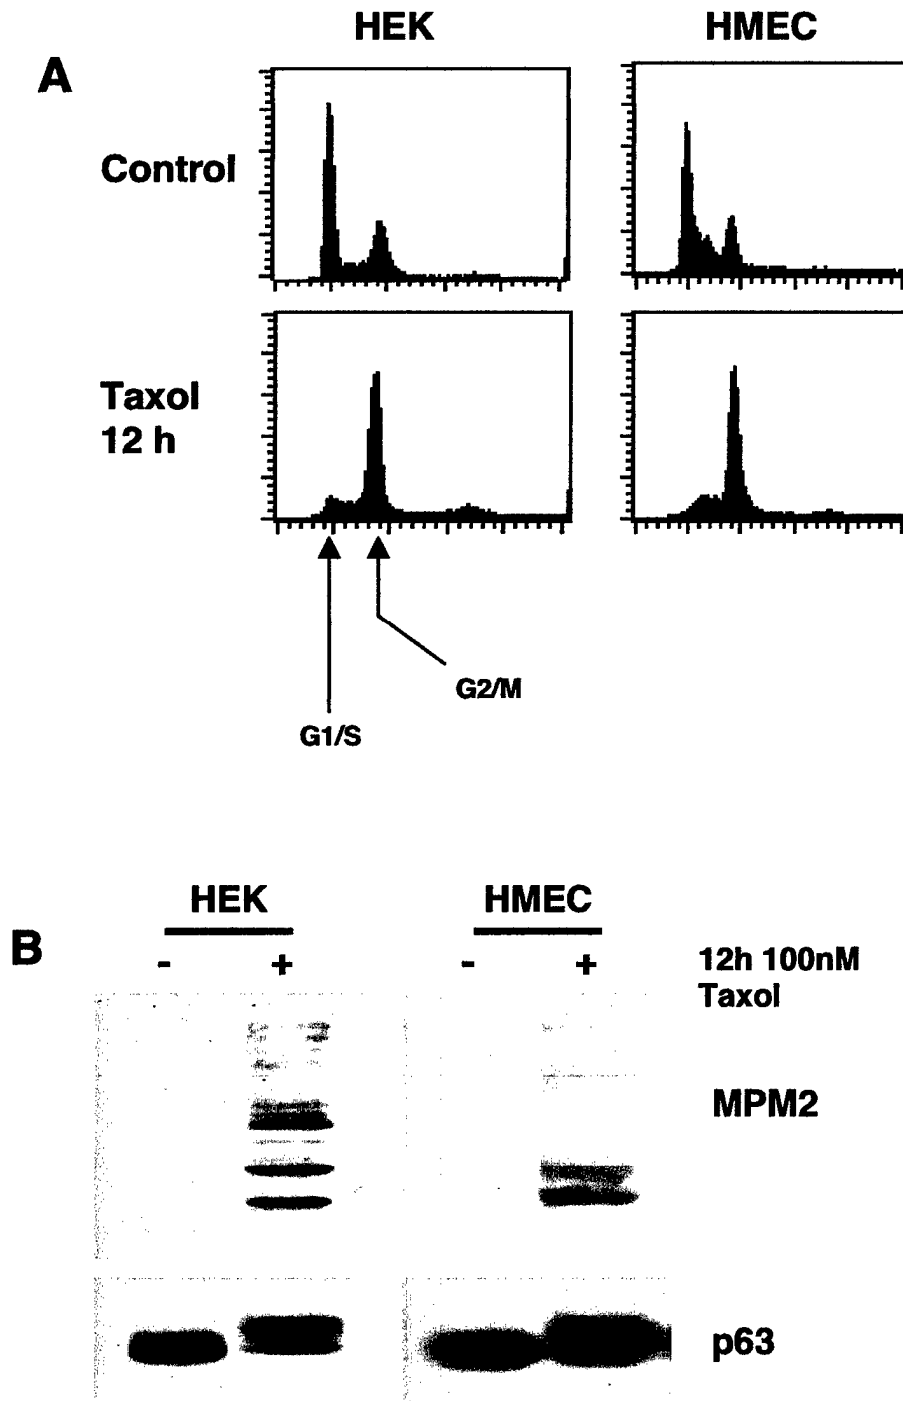 HEK HMEC
A
Control
Taxol
12 h
G2/M
G1/S
HEK HMEC
B
- + - + 12h 100nM
Taxol
MPM2
p63